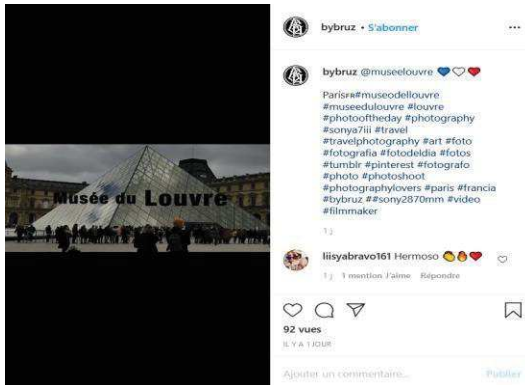 bybruz • S'abonner
Musée du Louvre
bybruz @museelouvre 💙🤍❤️
Paris🇫🇷#museodellouvre
#museedulouvre #louvre
#photooftheday #photography
#sonya7iii #travel
#travelphotography #art #foto
#fotografia #fotodeldia #fotos
#tumblr #pinterest #fotografo
#photo #photoshoot
#photographylovers #paris #francia
#bybruz ##sony2870mm #video
#filmmaker
1 j
liisyabravo161 Hermoso 👏🔥❤️
1 j 1 mention J'aime Répondre
92 vues
IL Y A 1 JOUR
Ajouter un commentaire... Publier